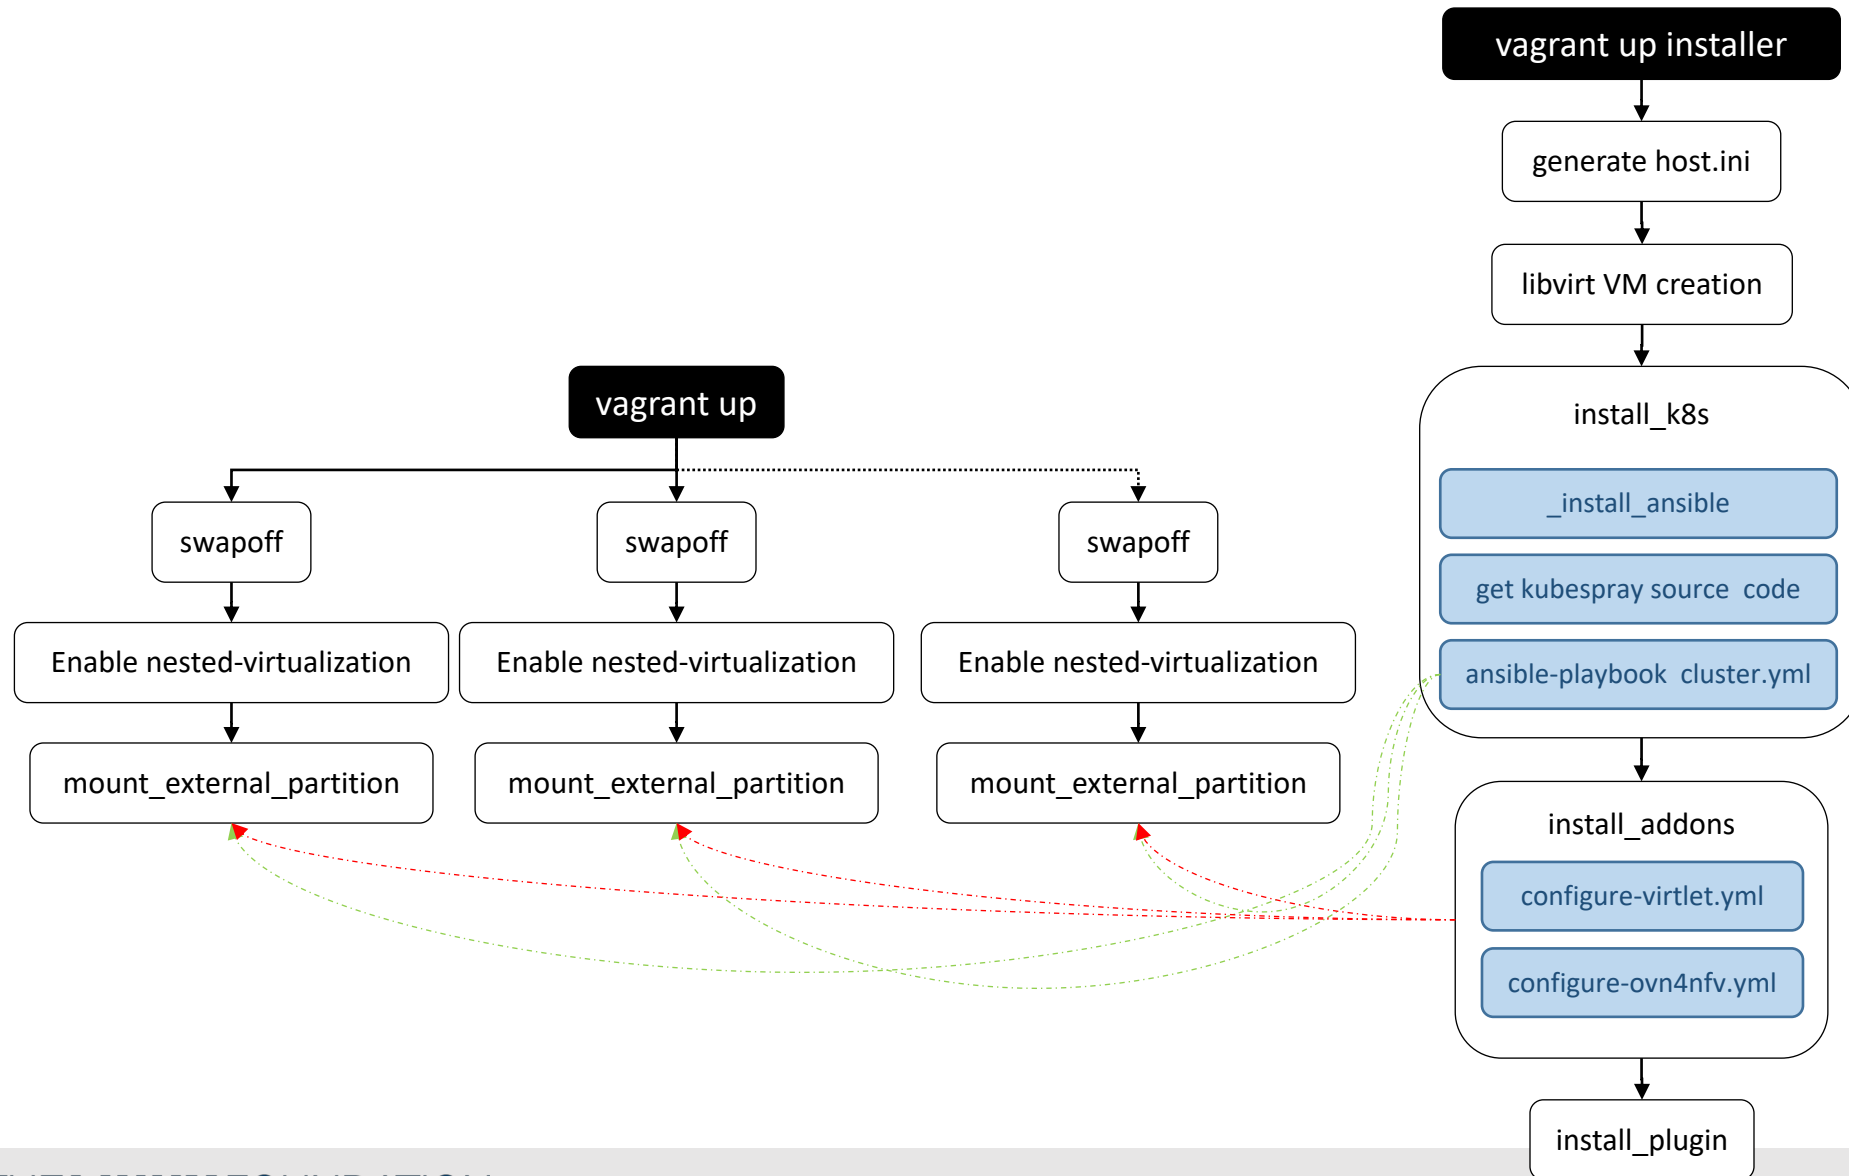 vagrant up installer
generate host.ini
libvirt VM creation
install_k8s
_install_ansible
get kubespray source  code
ansible-playbook  cluster.yml
install_addons
configure-virtlet.yml
configure-ovn4nfv.yml
install_plugin
vagrant up
swapoff
swapoff
swapoff
Enable nested-virtualization
Enable nested-virtualization
Enable nested-virtualization
mount_external_partition
mount_external_partition
mount_external_partition